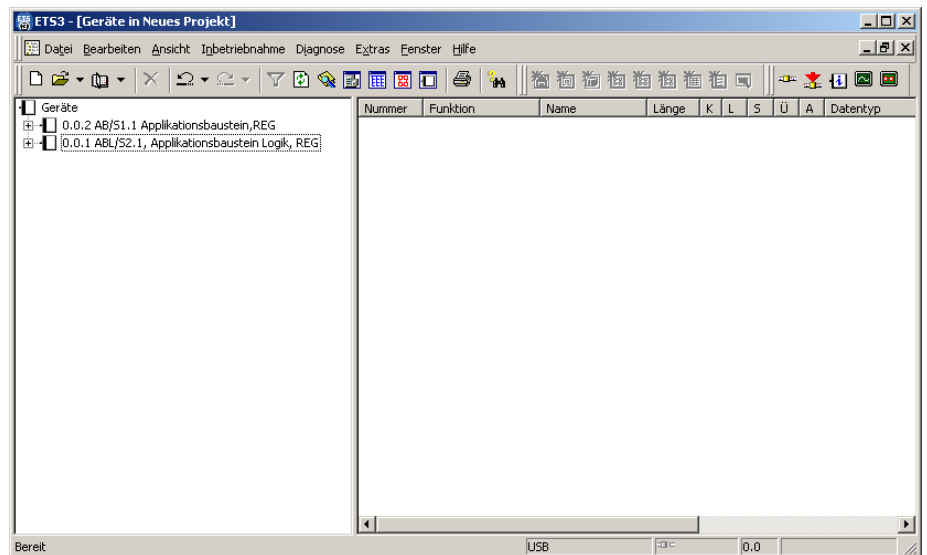 ETS3 - [Geräte in Neues Projekt]
Datei Bearbeiten Ansicht Inbetriebnahme Diagnose Extras Fenster Hilfe
Geräte
0.0.2 AB/S1.1 Applikationsbaustein,REG
0.0.1 ABL/S2.1, Applikationsbaustein Logik, REG
Nummer Funktion Name Länge K L S Ü A Datentyp
Bereit USB 0.0